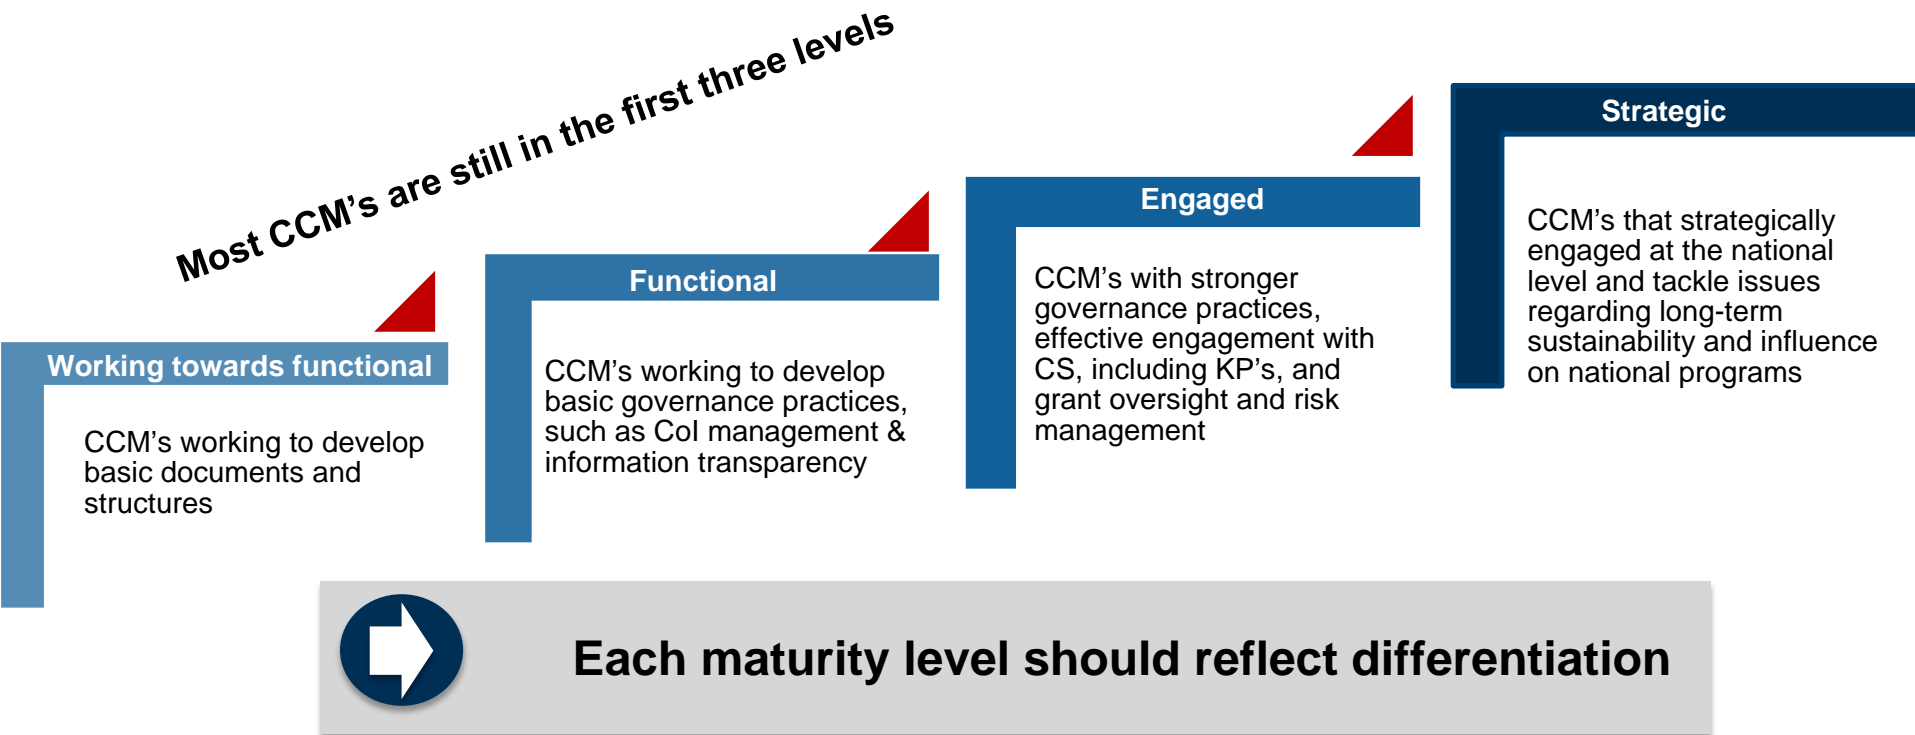 Most CCM’s are still in the first three levels
Working towards functional
CCM’s working to develop
basic documents and
structures
Functional
CCM’s working to develop
basic governance practices,
such as CoI management &
information transparency
Engaged
CCM’s with stronger
governance practices,
effective engagement with
CS, including KP’s, and
grant oversight and risk
management
Strategic
CCM’s that strategically
engaged at the national
level and tackle issues
regarding long-term
sustainability and influence
on national programs
Each maturity level should reflect differentiation